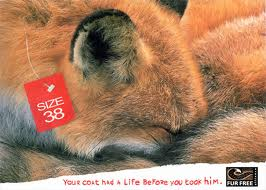 SIZE
38
YOUR COAT HAD A LIFE BEFORE YOU TOOK HIM.
FUR FREE